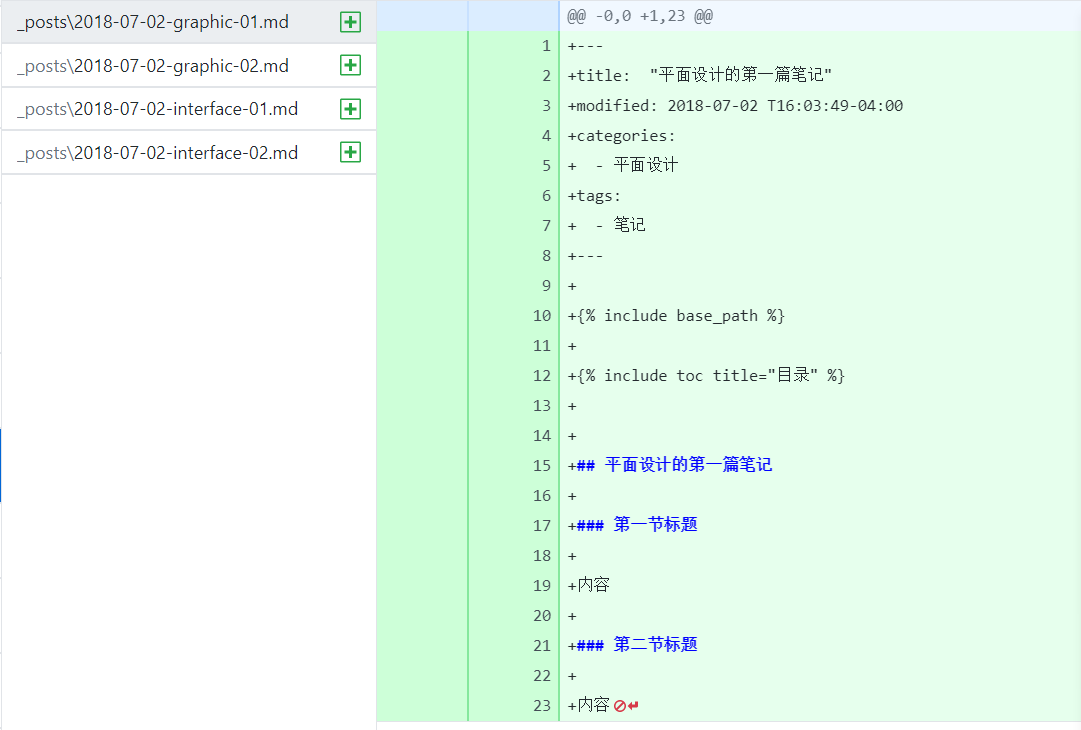 _posts\2018-07-02-graphic-01.md
_posts\2018-07-02-graphic-02.md
_posts\2018-07-02-interface-01.md
_posts\2018-07-02-interface-02.md
@@ -0,0 +1,23 @@
1 +---
2 +title:  "平面设计的第一篇笔记"
3 +modified: 2018-07-02 T16:03:49-04:00
4 +categories:
5 +  - 平面设计
6 +tags:
7 +  - 笔记
8 +---
9 +
10 +{% include base_path %}
11 +
12 +{% include toc title="目录" %}
13 +
14 +
15 +## 平面设计的第一篇笔记
16 +
17 +### 第一节标题
18 +
19 +内容
20 +
21 +### 第二节标题
22 +
23 +内容